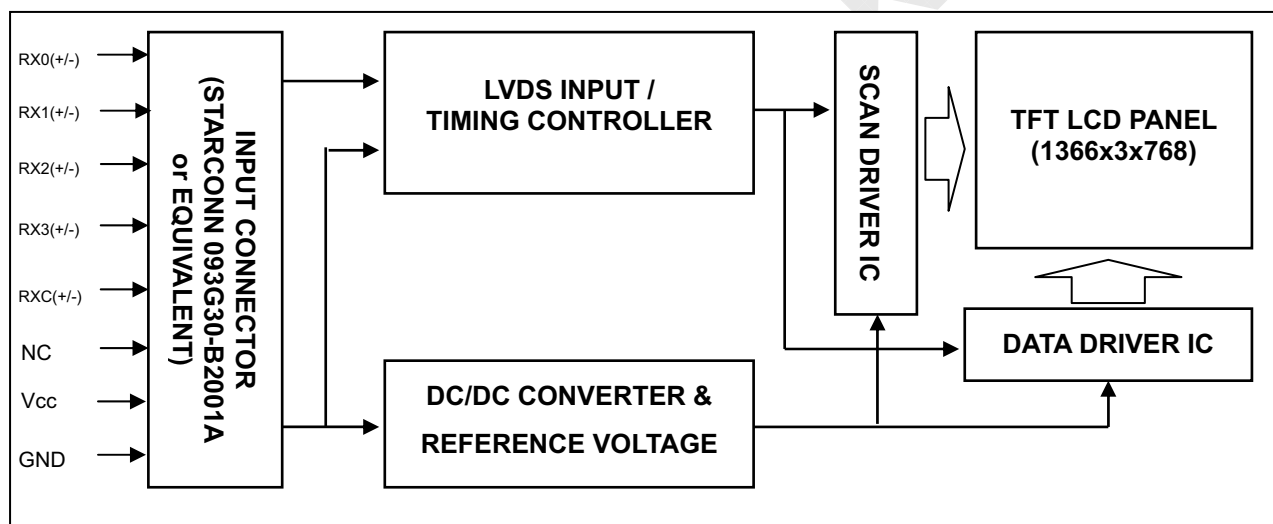 RX0(+/-)
RX1(+/-)
RX2(+/-)
RX3(+/-)
RXC(+/-)
NC
Vcc
GND
INPUT CONNECTOR
(STARCONN 093G30-B2001A
or EQUIVALENT)
LVDS INPUT /
TIMING CONTROLLER
DC/DC CONVERTER &
REFERENCE VOLTAGE
SCAN DRIVER IC
TFT LCD PANEL
(1366x3x768)
DATA DRIVER IC